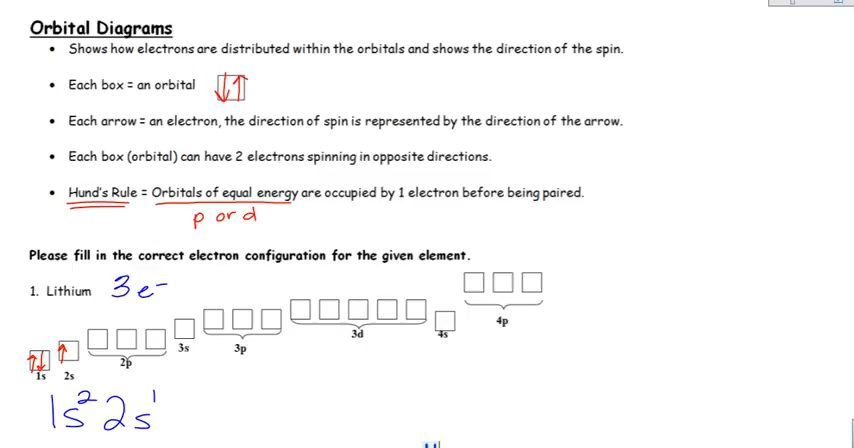 Orbital Diagrams
• Shows how electrons are distributed within the orbitals and shows the direction of the spin.
• Each box = an orbital
• Each arrow = an electron, the direction of spin is represented by the direction of the arrow.
• Each box (orbital) can have 2 electrons spinning in opposite directions.
• Hund's Rule = Orbitals of equal energy are occupied by 1 electron before being paired.
p or d
Please fill in the correct electron configuration for the given element.
1. Lithium 3 e-
4p
3d 4s
3s 3p
2p
1s 2s
1s² 2s¹